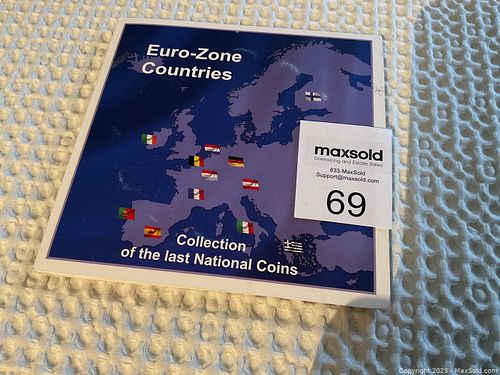 Euro-Zone
Countries
maxsold
Downsizing and Estate Sales
833-MaxSold
Support@maxsold.com
69
Collection
of the last National Coins
Copyright 2023 - MaxSold.com